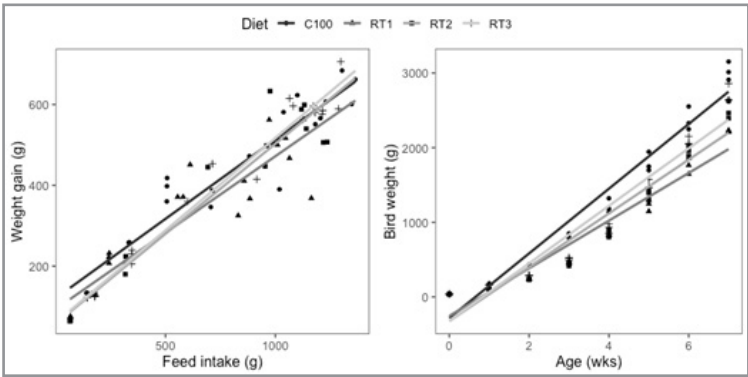 Diet C100 RT1 RT2 RT3
600
400
200
Weight gain (g)
500 1000
Feed intake (g)
3000
2000
1000
0
Bird weight (g)
0 2 4 6
Age (wks)